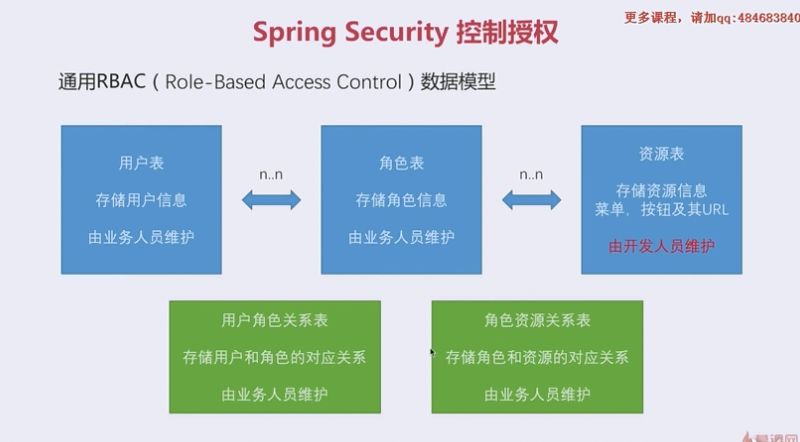 更多课程，请加qq:484683840
Spring Security 控制授权
通用RBAC（Role-Based Access Control）数据模型
用户表
存储用户信息
由业务人员维护
n..n
角色表
存储角色信息
由业务人员维护
n..n
资源表
存储资源信息
菜单，按钮及其URL
由开发人员维护
用户角色关系表
存储用户和角色的对应关系
由业务人员维护
角色资源关系表
存储角色和资源的对应关系
由业务人员维护